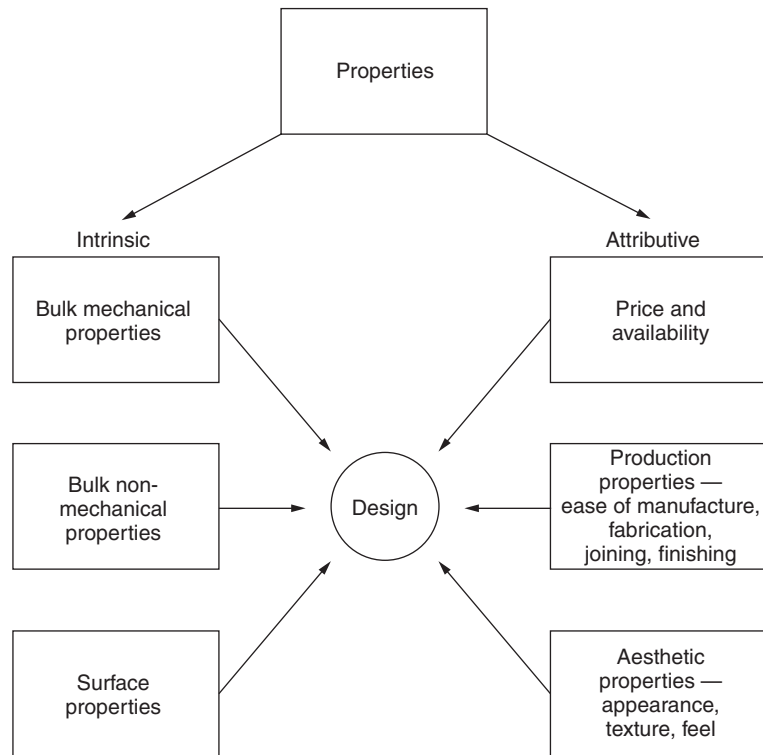 Properties
Intrinsic
Attributive
Bulk mechanical
properties
Price and
availability
Bulk non-
mechanical
properties
Design
Production
properties —
ease of manufacture,
fabrication,
joining, finishing
Surface
properties
Aesthetic
properties —
appearance,
texture, feel